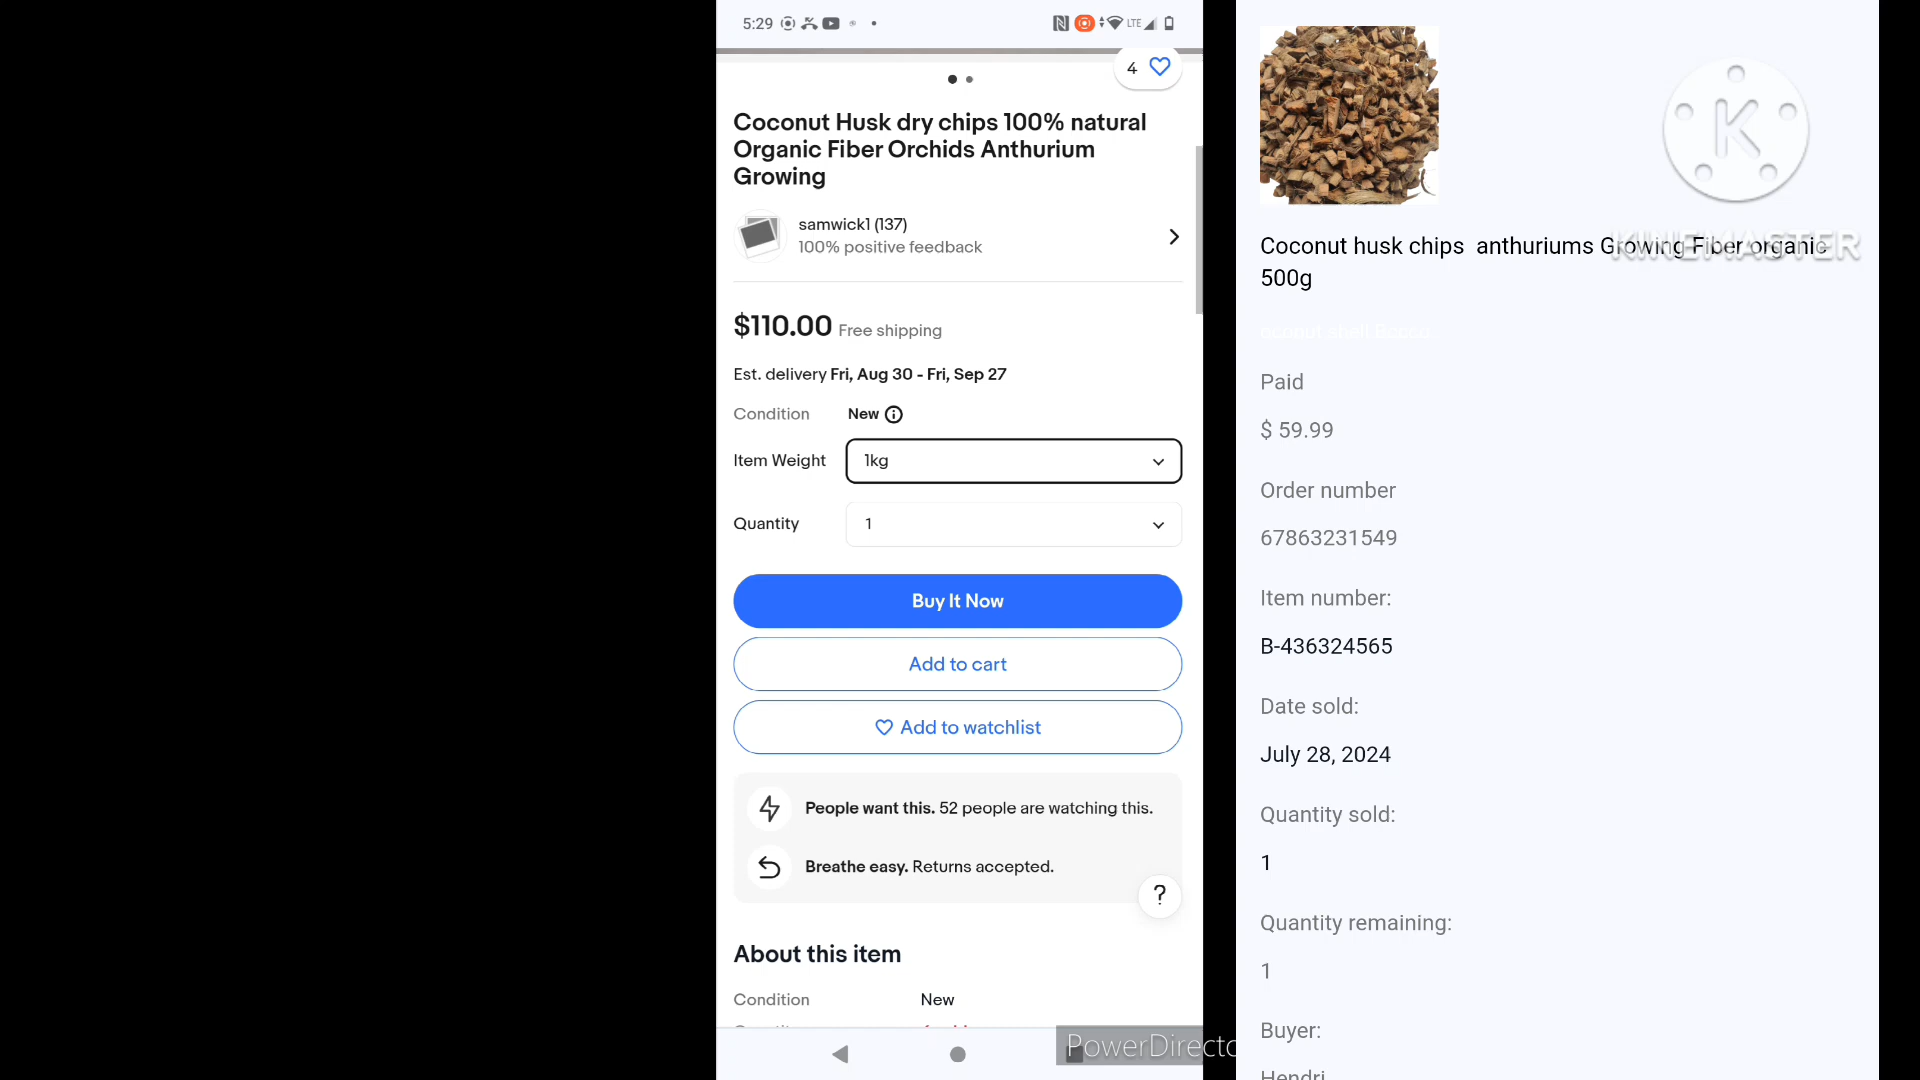 5:29
LTE
4
Coconut Husk dry chips 100% natural
Organic Fiber Orchids Anthurium
Growing
samwick1 (137)
100% positive feedback
$110.00 Free shipping
Est. delivery Fri, Aug 30 - Fri, Sep 27
Condition New
Item Weight 1kg
Quantity 1
Buy It Now
Add to cart
Add to watchlist
People want this. 52 people are watching this.
Breathe easy. Returns accepted.
?
About this item
Condition New
PowerDirecto
K
KINEMASTER
Coconut husk chips anthuriums Growing Fiber organic
500g
Paid
$ 59.99
Order number
67863231549
Item number:
B-436324565
Date sold:
July 28, 2024
Quantity sold:
1
Quantity remaining:
1
Buyer:
Hendri